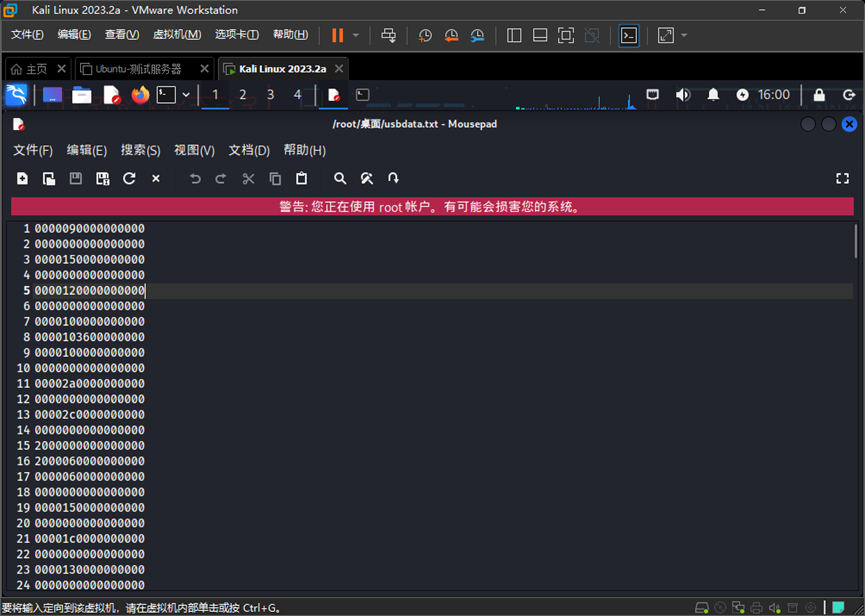 Kali Linux 2023.2a - VMware Workstation
文件(F) 编辑(E) 查看(V) 虚拟机(M) 选项卡(T) 帮助(H)
主页 Ubuntu-测试服务器 Kali Linux 2023.2a
1 2 3 4 16:00
/root/桌面/usbdata.txt - Mousepad
文件(F) 编辑(E) 搜索(S) 视图(V) 文档(D) 帮助(H)
警告: 您正在使用 root 帐户。有可能会损害您的系统。
1 0000090000000000
2 0000000000000000
3 0000150000000000
4 0000000000000000
5 0000120000000000
6 0000000000000000
7 0000100000000000
8 0000103600000000
9 0000100000000000
10 0000000000000000
11 00002a0000000000
12 0000000000000000
13 00002c0000000000
14 0000000000000000
15 2000000000000000
16 2000060000000000
17 0000060000000000
18 0000000000000000
19 0000150000000000
20 0000000000000000
21 00001c0000000000
22 0000000000000000
23 0000130000000000
24 0000000000000000
要将输入定向到该虚拟机，请在虚拟机内部单击或按 Ctrl+G。